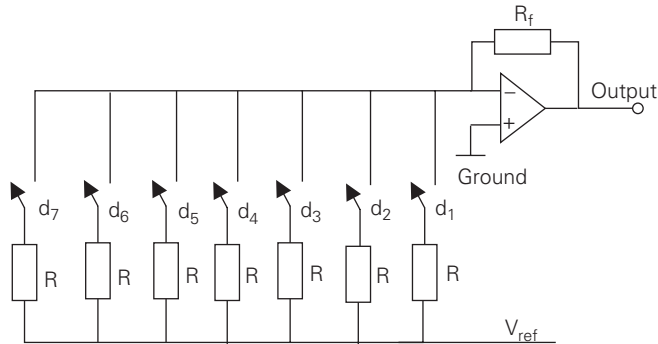 R_f
−
+
Output
Ground
d_7 d_6 d_5 d_4 d_3 d_2 d_1
R R R R R R R
V_ref